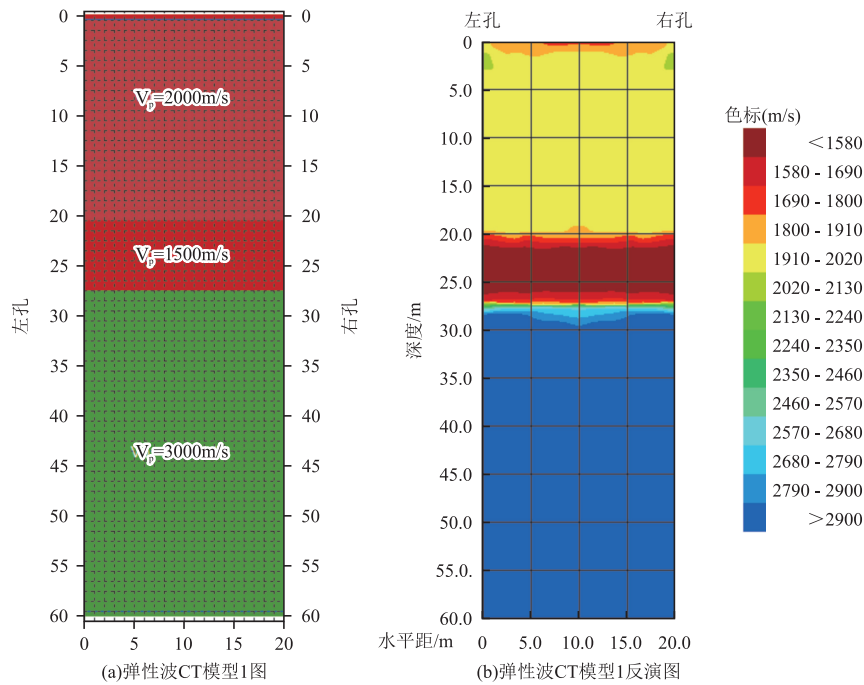 左孔
右孔
0
5
10
15
20
25
30
35
40
45
50
55
60
0
5
10
15
20
25
30
35
40
45
50
55
60
左孔
右孔
Vp=2000m/s
Vp=1500m/s
Vp=3000m/s
0
5
10
15
20
(a)弹性波CT模型1图
深度/m
0
5.0
10.0
15.0
20.0
25.0
30.0
35.0
40.0
45.0
50.0
55.0
60.0
水平距/m
0
5.0
10.0
15.0
20.0
(b)弹性波CT模型1反演图
色标(m/s)
<1580
1580 - 1690
1690 - 1800
1800 - 1910
1910 - 2020
2020 - 2130
2130 - 2240
2240 - 2350
2350 - 2460
2460 - 2570
2570 - 2680
2680 - 2790
2790 - 2900
>2900